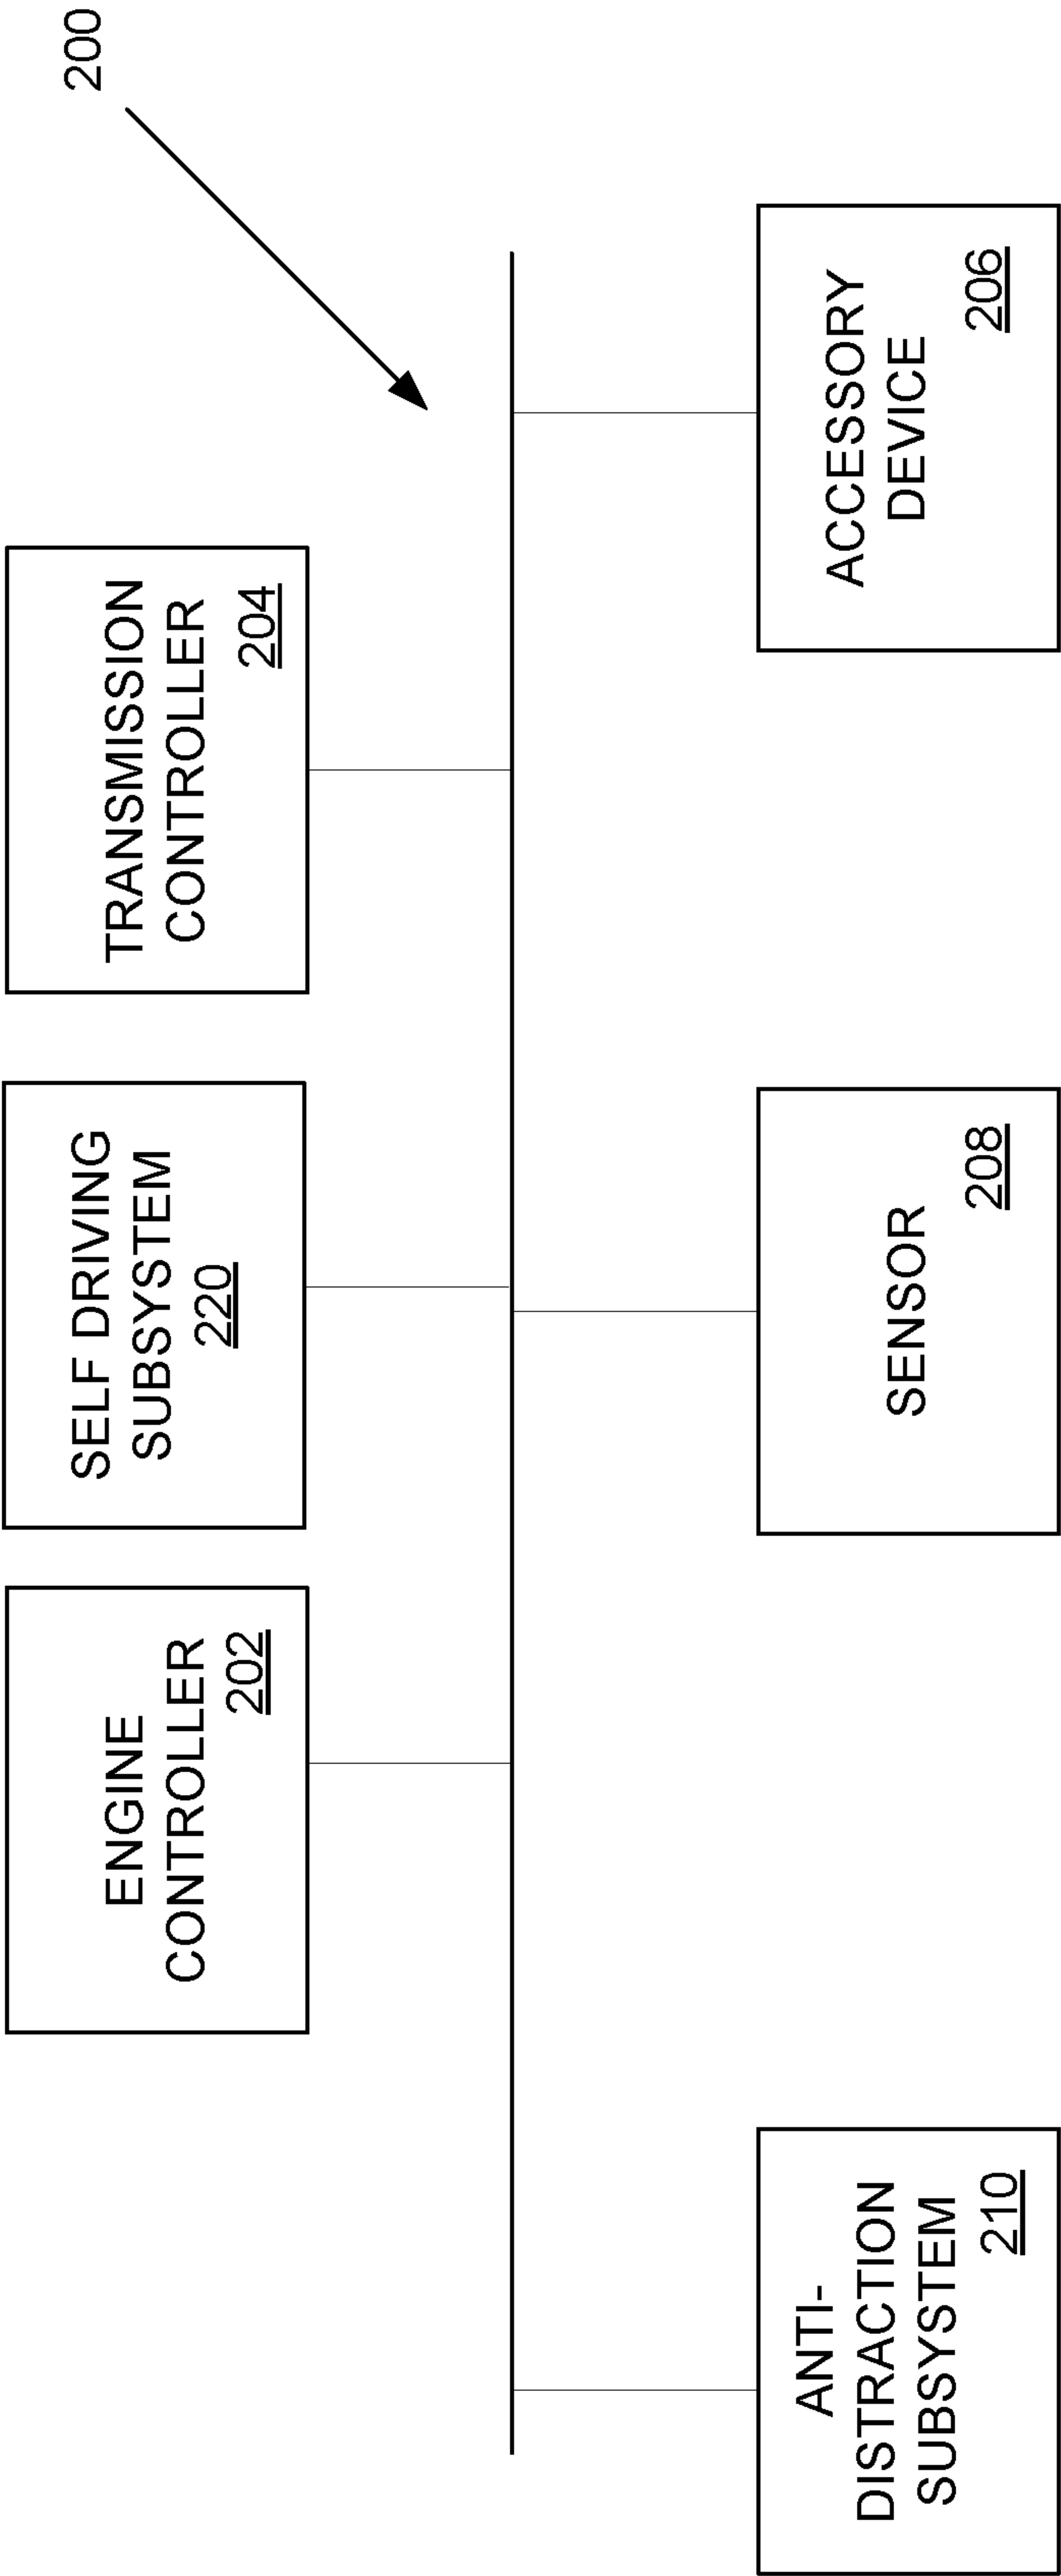 200
ENGINE
CONTROLLER
202
SELF DRIVING
SUBSYSTEM
220
TRANSMISSION
CONTROLLER
204
ANTI-
DISTRACTION
SUBSYSTEM
210
SENSOR
208
ACCESSORY
DEVICE
206